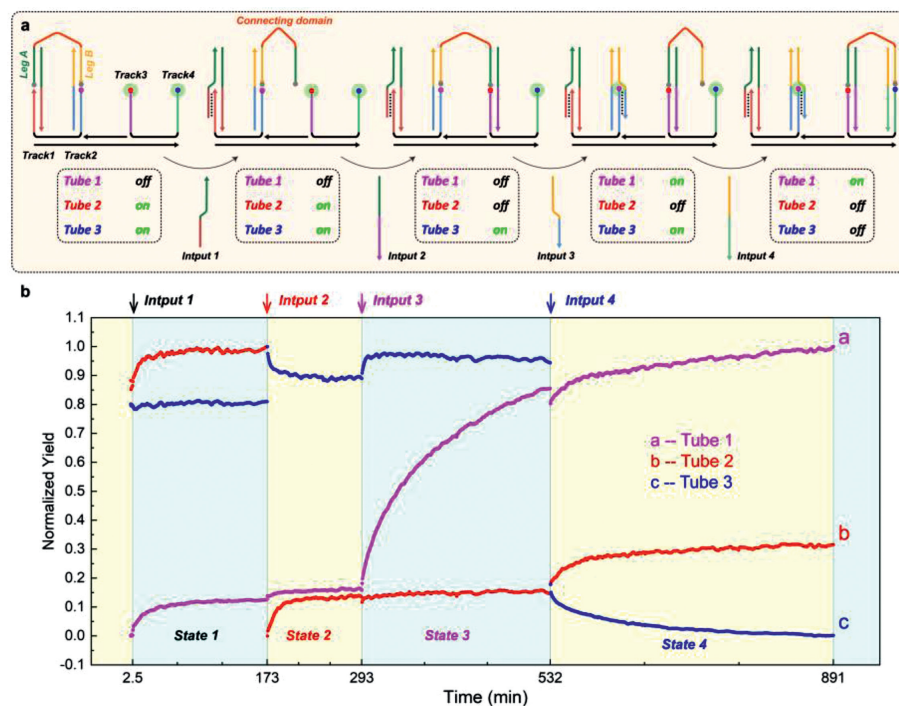 a
Connecting domain
Leg A
Leg B
Track3
Track4
Track1
Track2
Tube 1 off
Tube 2 on
Tube 3 on
Intput 1
Tube 1 off
Tube 2 on
Tube 3 on
Intput 2
Tube 1 off
Tube 2 off
Tube 3 on
Intput 3
Tube 1 on
Tube 2 off
Tube 3 on
Intput 4
Tube 1 on
Tube 2 off
Tube 3 off
b
Intput 1
Intput 2
Intput 3
Intput 4
1.1
1.0
0.9
0.8
0.7
0.6
0.5
0.4
0.3
0.2
0.1
0.0
-0.1
Normalized Yield
a
a -- Tube 1
b -- Tube 2
c -- Tube 3
b
c
State 1
State 2
State 3
State 4
2.5 173 293 532 891
Time (min)